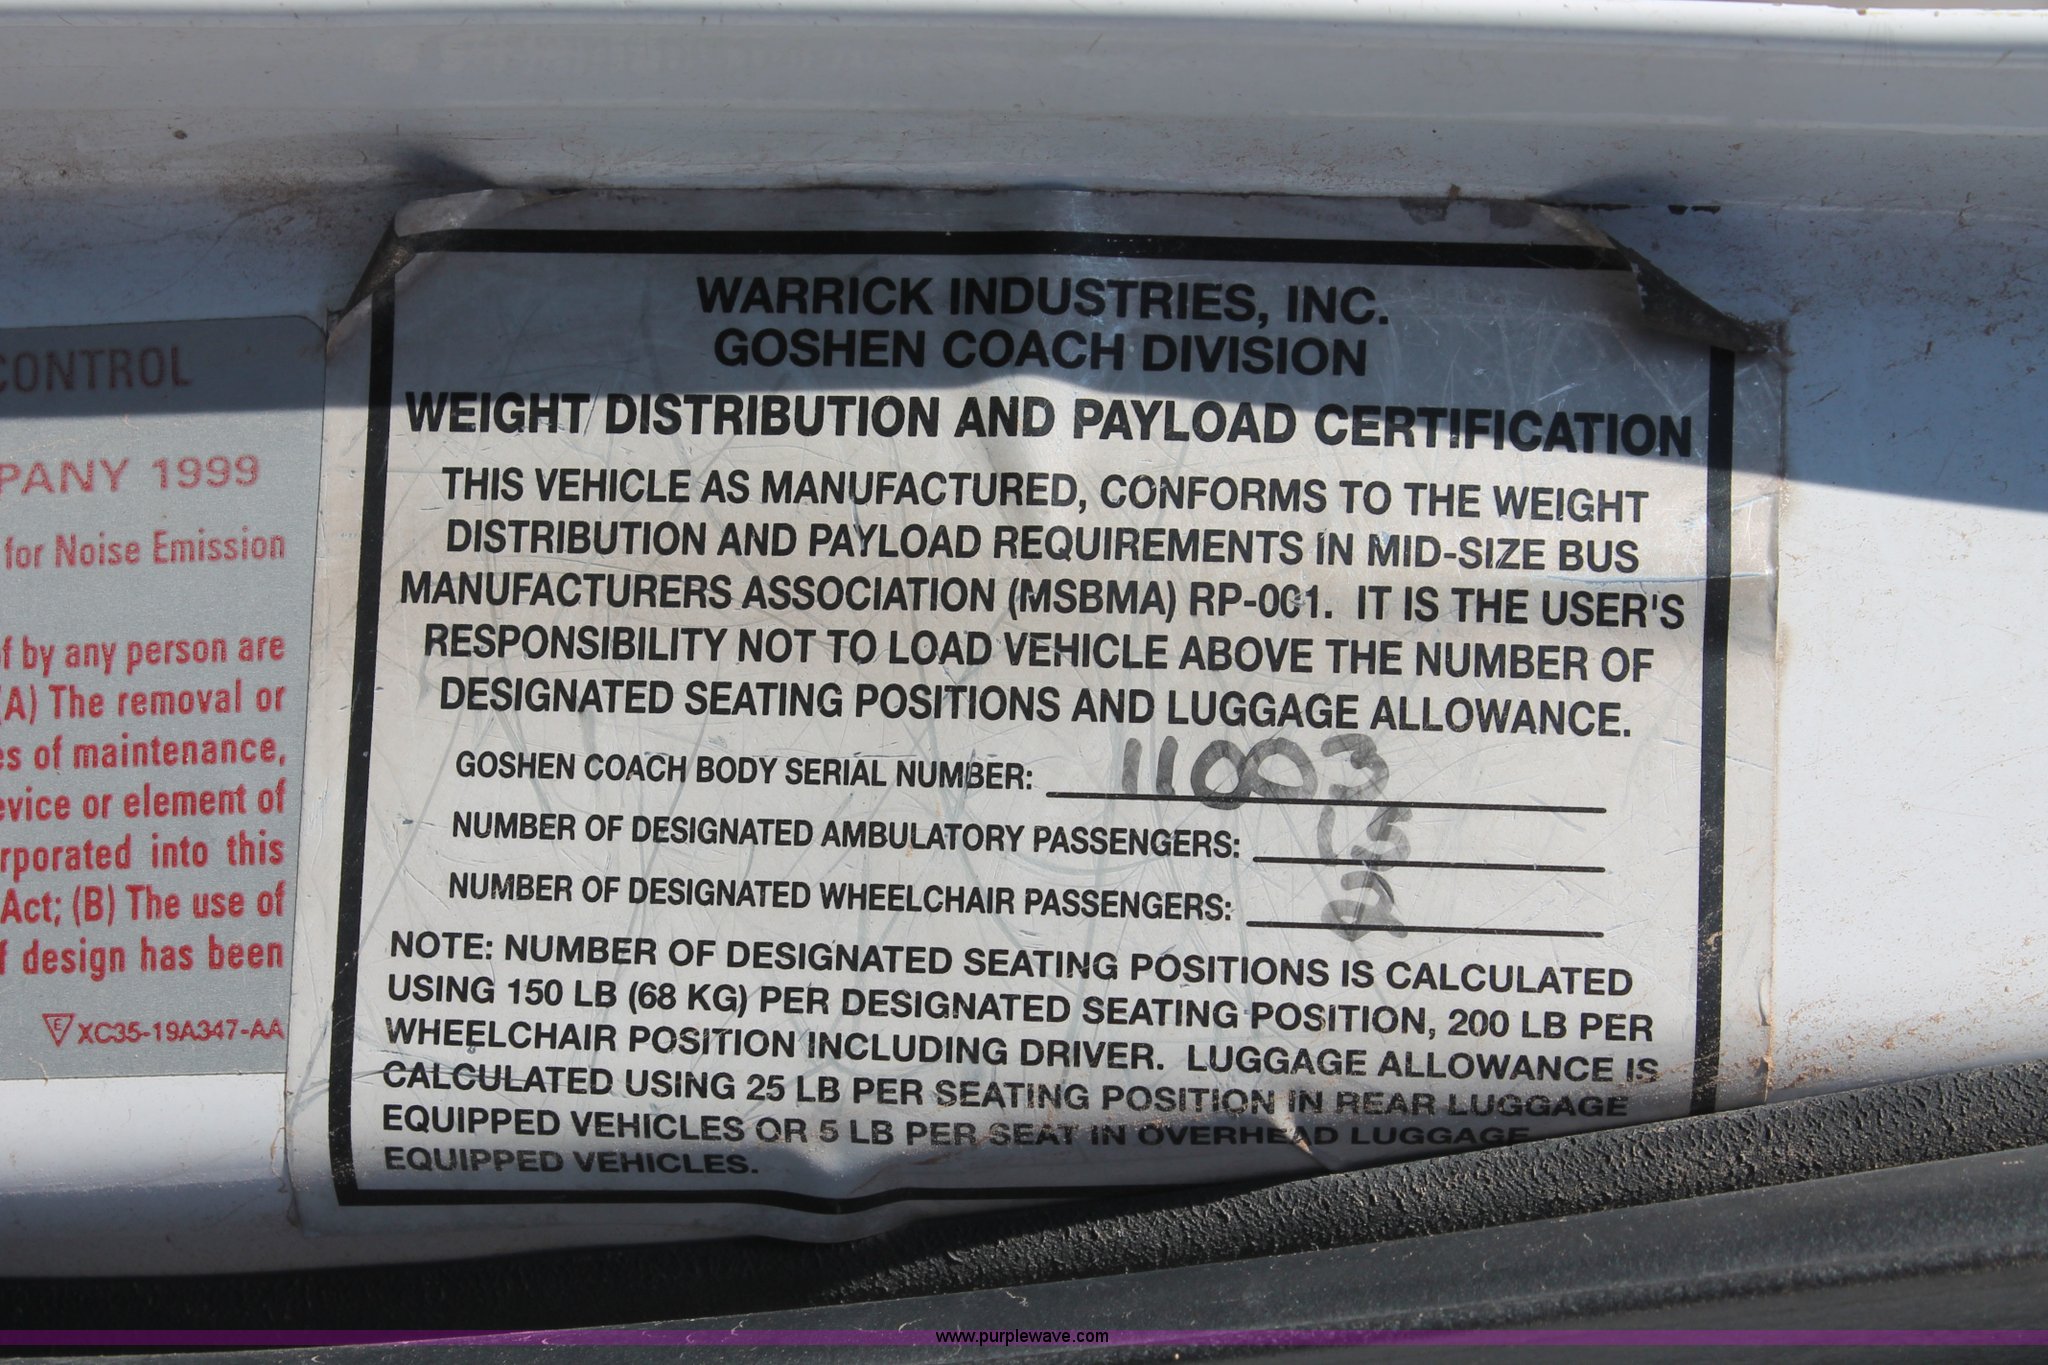 CONTROL
PANY 1999
for Noise Emission
of by any person are
(A) The removal or
es of maintenance,
evice or element of
rporated into this
Act; (B) The use of
f design has been
E XC35-19A347-AA
WARRICK INDUSTRIES, INC.
GOSHEN COACH DIVISION
WEIGHT DISTRIBUTION AND PAYLOAD CERTIFICATION
THIS VEHICLE AS MANUFACTURED, CONFORMS TO THE WEIGHT
DISTRIBUTION AND PAYLOAD REQUIREMENTS IN MID-SIZE BUS
MANUFACTURERS ASSOCIATION (MSBMA) RP-001. IT IS THE USER'S
RESPONSIBILITY NOT TO LOAD VEHICLE ABOVE THE NUMBER OF
DESIGNATED SEATING POSITIONS AND LUGGAGE ALLOWANCE.
GOSHEN COACH BODY SERIAL NUMBER: 11003
NUMBER OF DESIGNATED AMBULATORY PASSENGERS: 15
NUMBER OF DESIGNATED WHEELCHAIR PASSENGERS:
NOTE: NUMBER OF DESIGNATED SEATING POSITIONS IS CALCULATED
USING 150 LB (68 KG) PER DESIGNATED SEATING POSITION, 200 LB PER
WHEELCHAIR POSITION INCLUDING DRIVER. LUGGAGE ALLOWANCE IS
CALCULATED USING 25 LB PER SEATING POSITION IN REAR LUGGAGE
EQUIPPED VEHICLES OR 5 LB PER SEAT IN OVERHEAD LUGGAGE
EQUIPPED VEHICLES.
www.purplewave.com